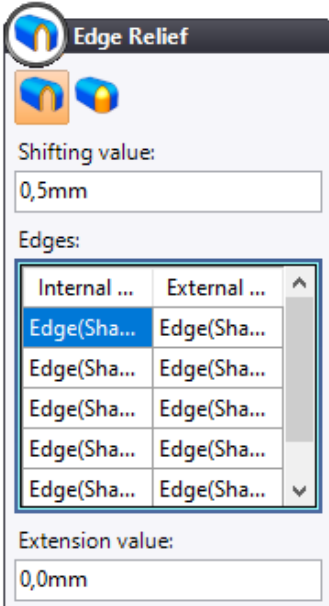 Edge Relief
Shifting value:
0,5mm
Edges:
Internal ... External ...
Edge(Sha... Edge(Sha...
Edge(Sha... Edge(Sha...
Edge(Sha... Edge(Sha...
Edge(Sha... Edge(Sha...
Edge(Sha... Edge(Sha...
Extension value:
0,0mm